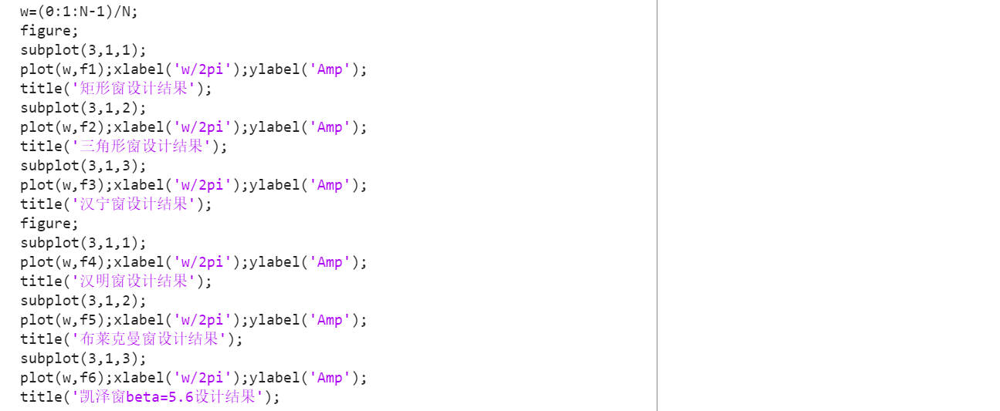 w=(0:1:N-1)/N;
figure;
subplot(3,1,1);
plot(w,f1);xlabel('w/2pi');ylabel('Amp');
title('矩形窗设计结果');
subplot(3,1,2);
plot(w,f2);xlabel('w/2pi');ylabel('Amp');
title('三角形窗设计结果');
subplot(3,1,3);
plot(w,f3);xlabel('w/2pi');ylabel('Amp');
title('汉宁窗设计结果');
figure;
subplot(3,1,1);
plot(w,f4);xlabel('w/2pi');ylabel('Amp');
title('汉明窗设计结果');
subplot(3,1,2);
plot(w,f5);xlabel('w/2pi');ylabel('Amp');
title('布莱克曼窗设计结果');
subplot(3,1,3);
plot(w,f6);xlabel('w/2pi');ylabel('Amp');
title('凯泽窗beta=5.6设计结果');